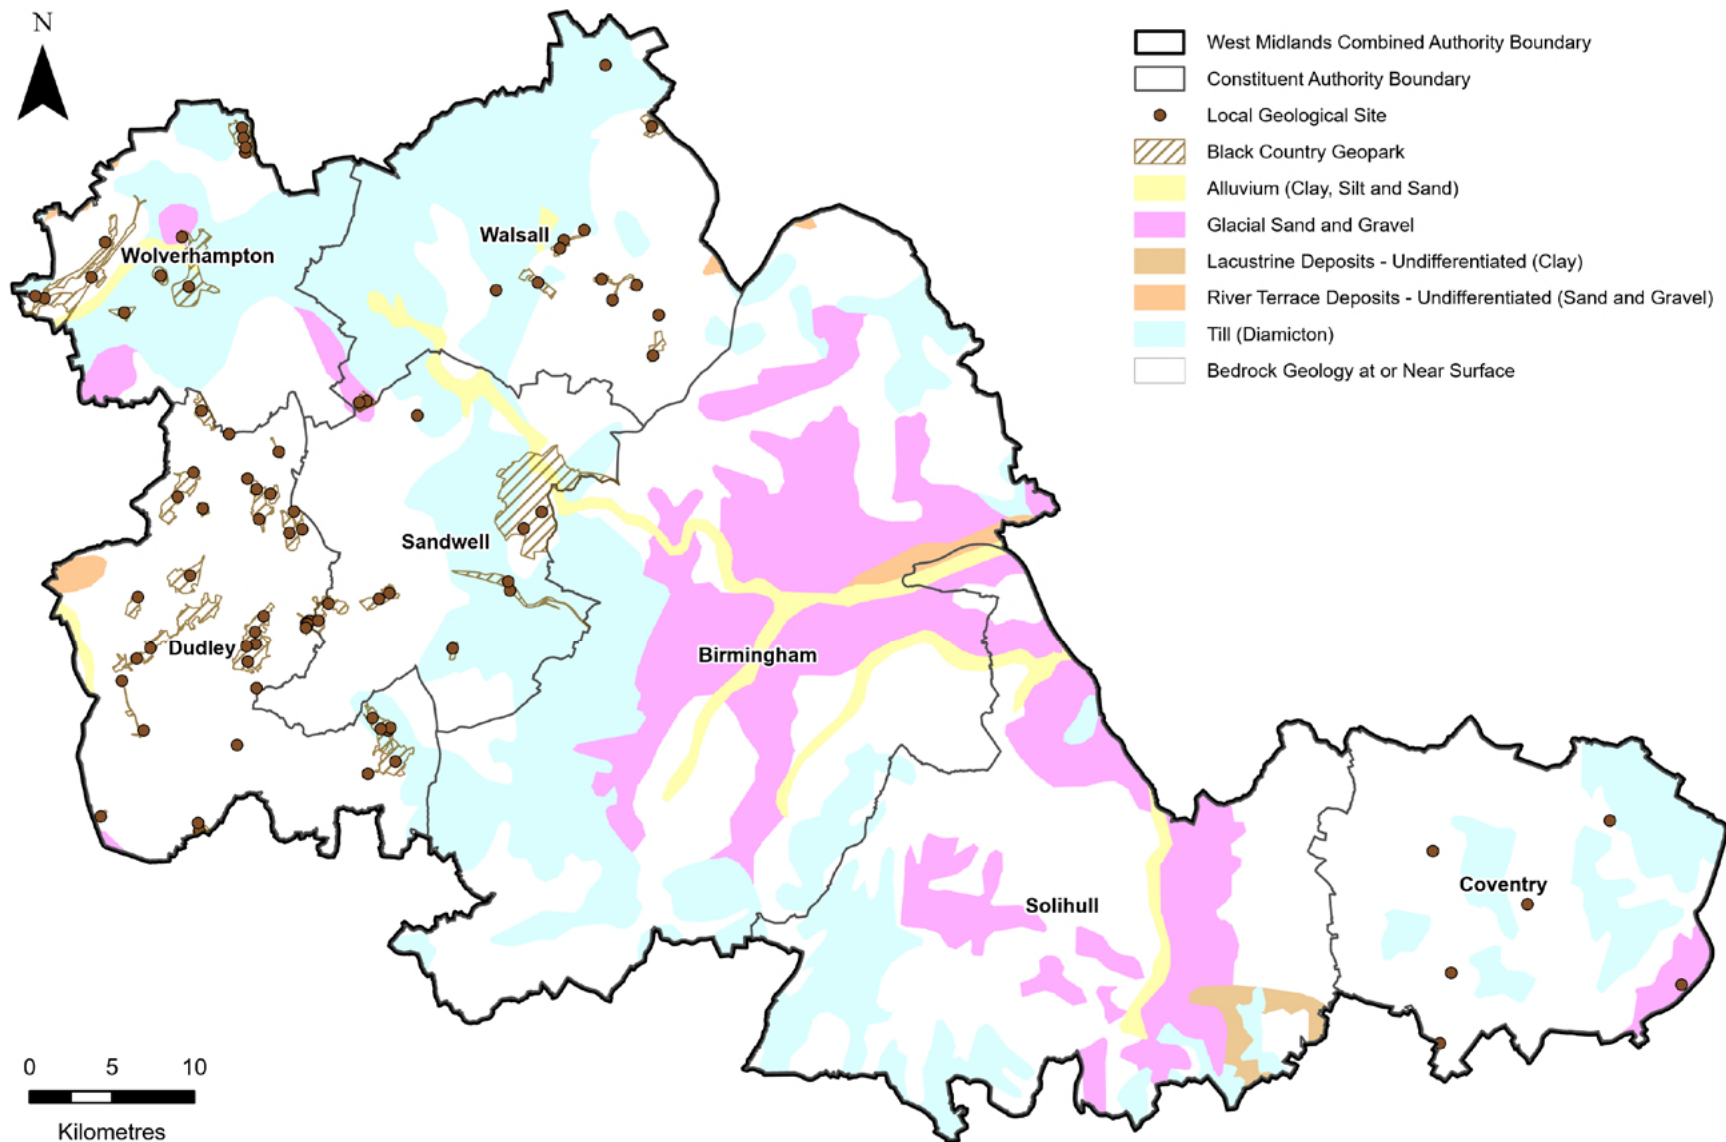 N
West Midlands Combined Authority Boundary
Constituent Authority Boundary
Local Geological Site
Black Country Geopark
Alluvium (Clay, Silt and Sand)
Glacial Sand and Gravel
Lacustrine Deposits - Undifferentiated (Clay)
River Terrace Deposits - Undifferentiated (Sand and Gravel)
Till (Diamicton)
Bedrock Geology at or Near Surface
Walsall
Wolverhampton
Sandwell
Dudley
Birmingham
Coventry
Solihull
0 5 10
Kilometres